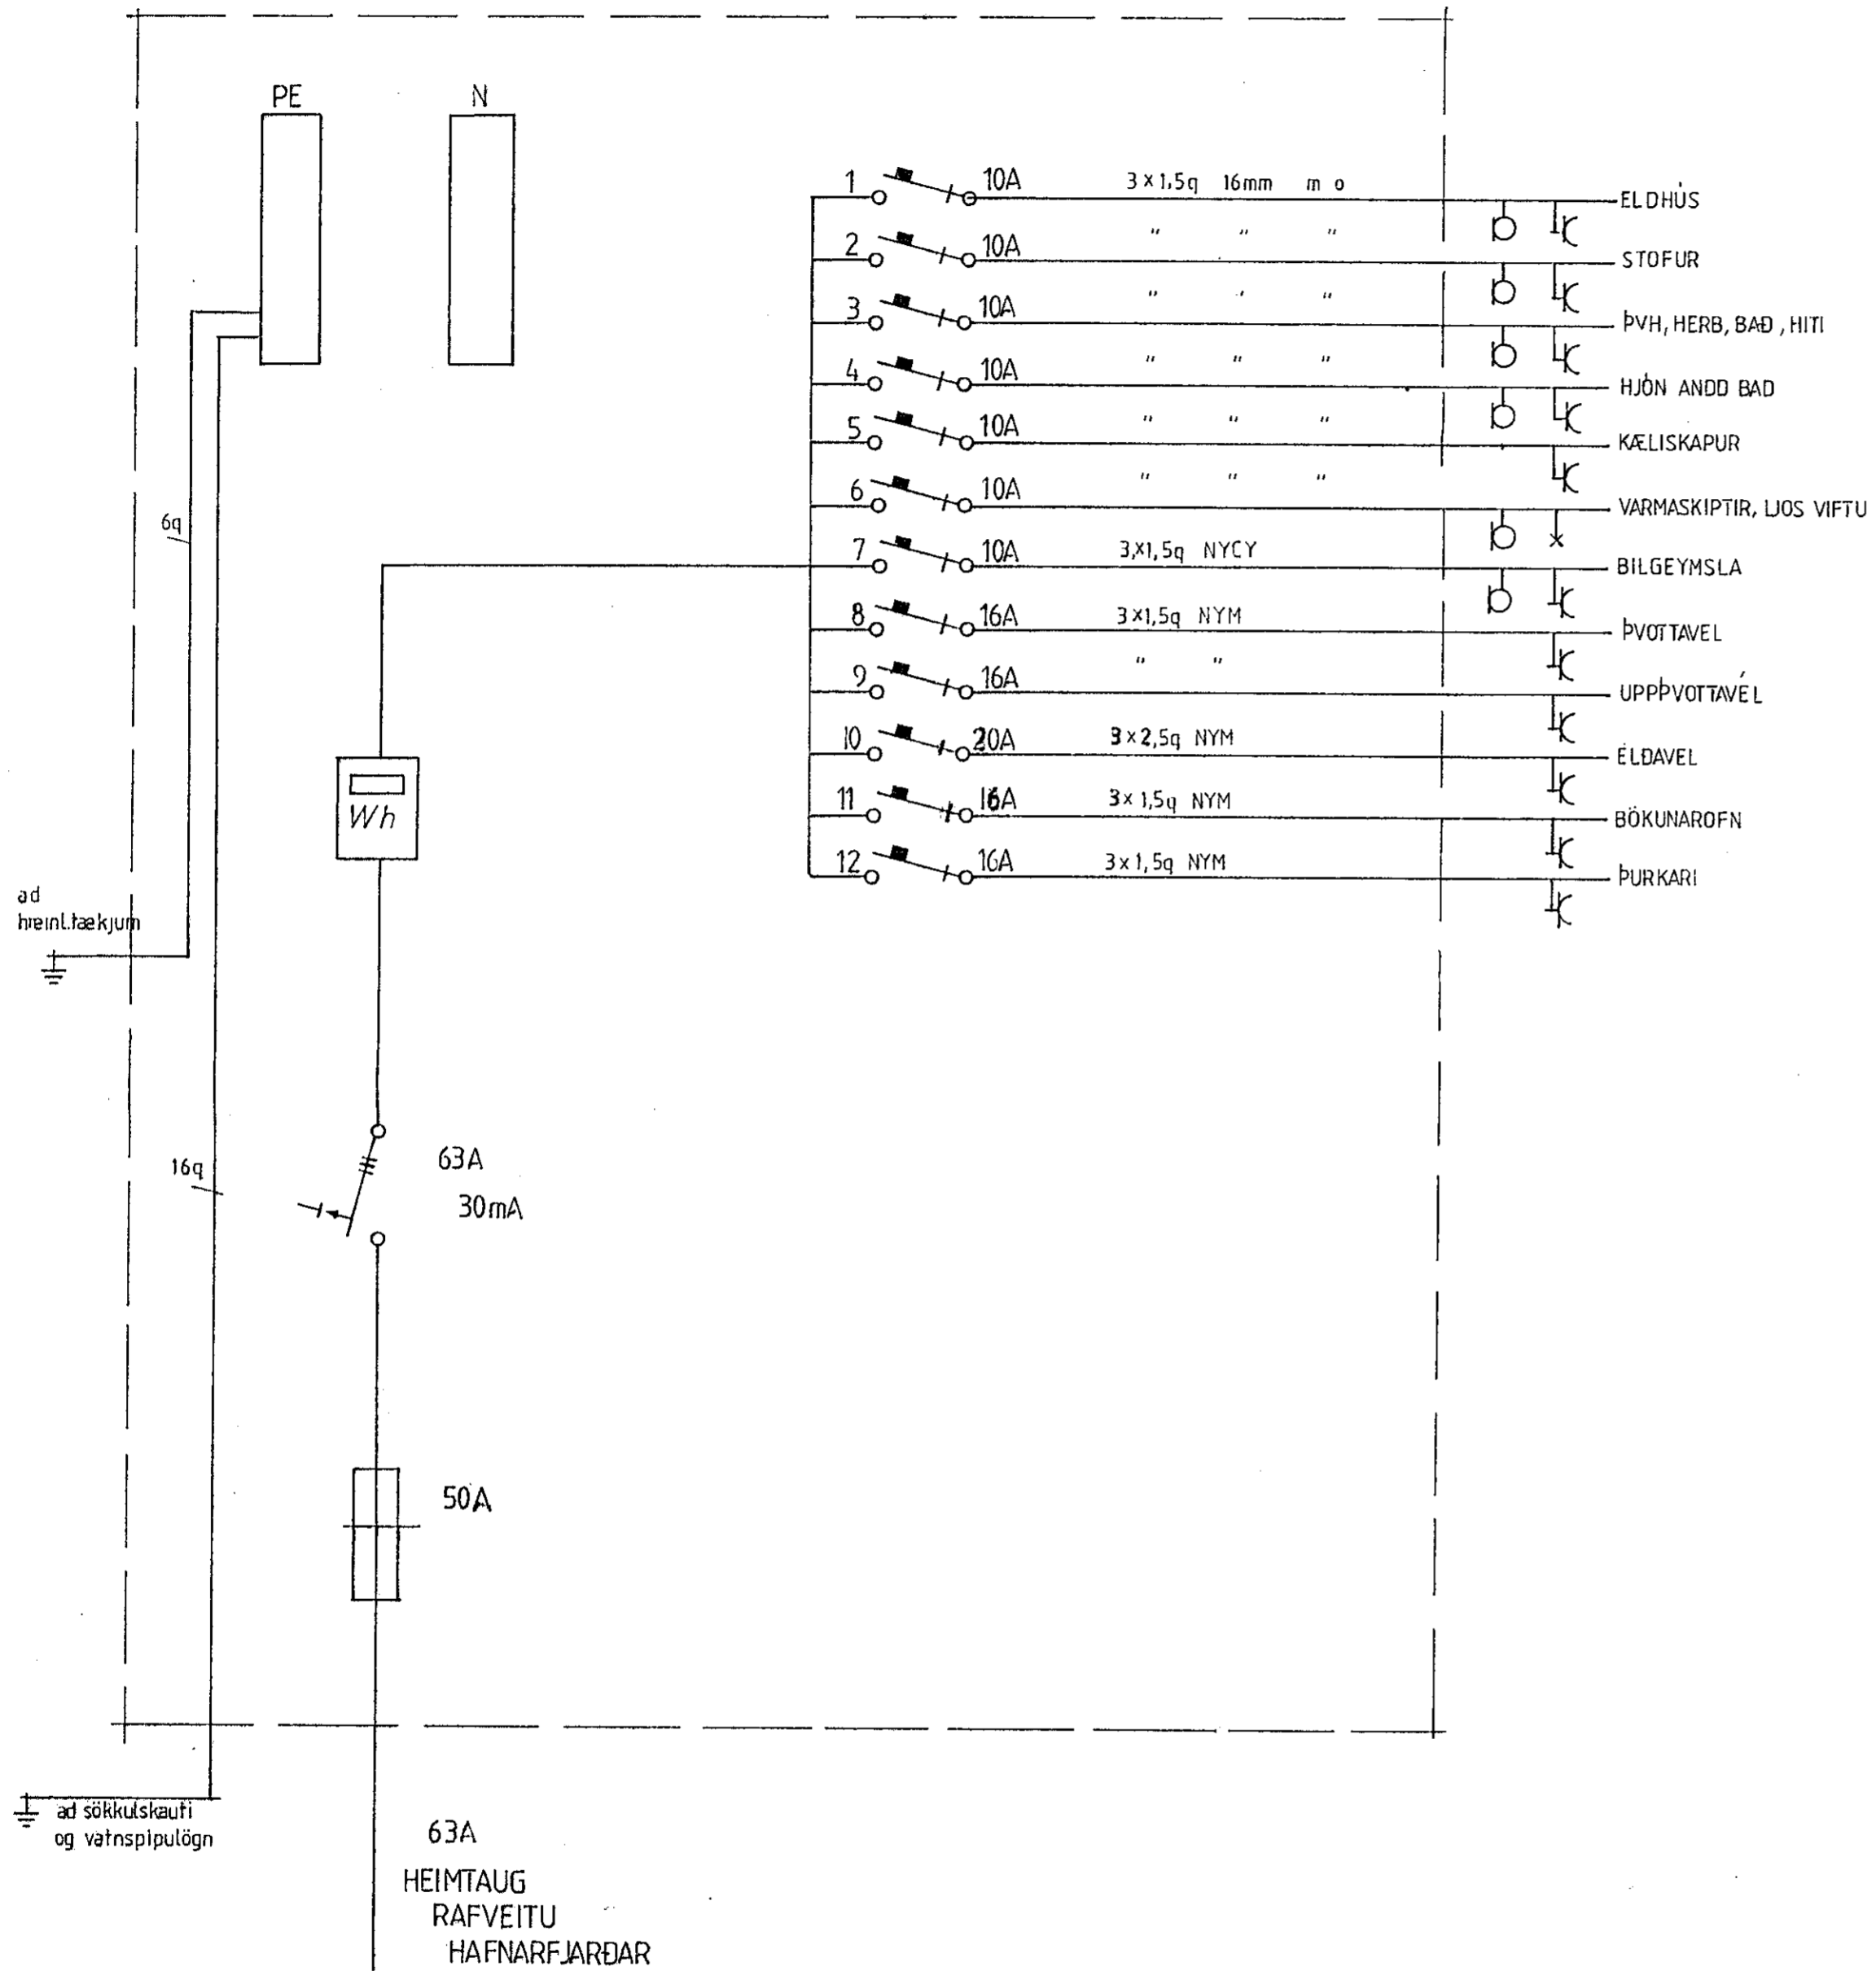 PE N
1 10A 3 x 1,5q 16mm m o ELDHÚS
2 10A " " " STOFUR
3 10A " " " ÞVH, HERB, BAÐ, HITI
4 10A " " " HJÓN ANDD BAD
5 10A " " " KÆLISKAPUR
6 10A " " " VARMASKIPTIR, LJOS VIFTU
7 10A 3,x1,5q NYCY BILGEYMSLA
8 16A 3x1,5q NYM ÞVOTTAVEL
9 16A " " UPPÞVOTTAVÉL
10 20A 3 x 2,5q NYM ELDAVEL
11 16A 3x 1,5q NYM BÖKUNAROFN
12 16A 3x 1,5q NYM ÞURKARI
6q
Wh
ad
hreinl.tækjum
63A
30mA
16q
50A
ad sökkulskauti
og vatnspipulögn
63A
HEIMTAUG
RAFVEITU
HAFNARFJARÐAR